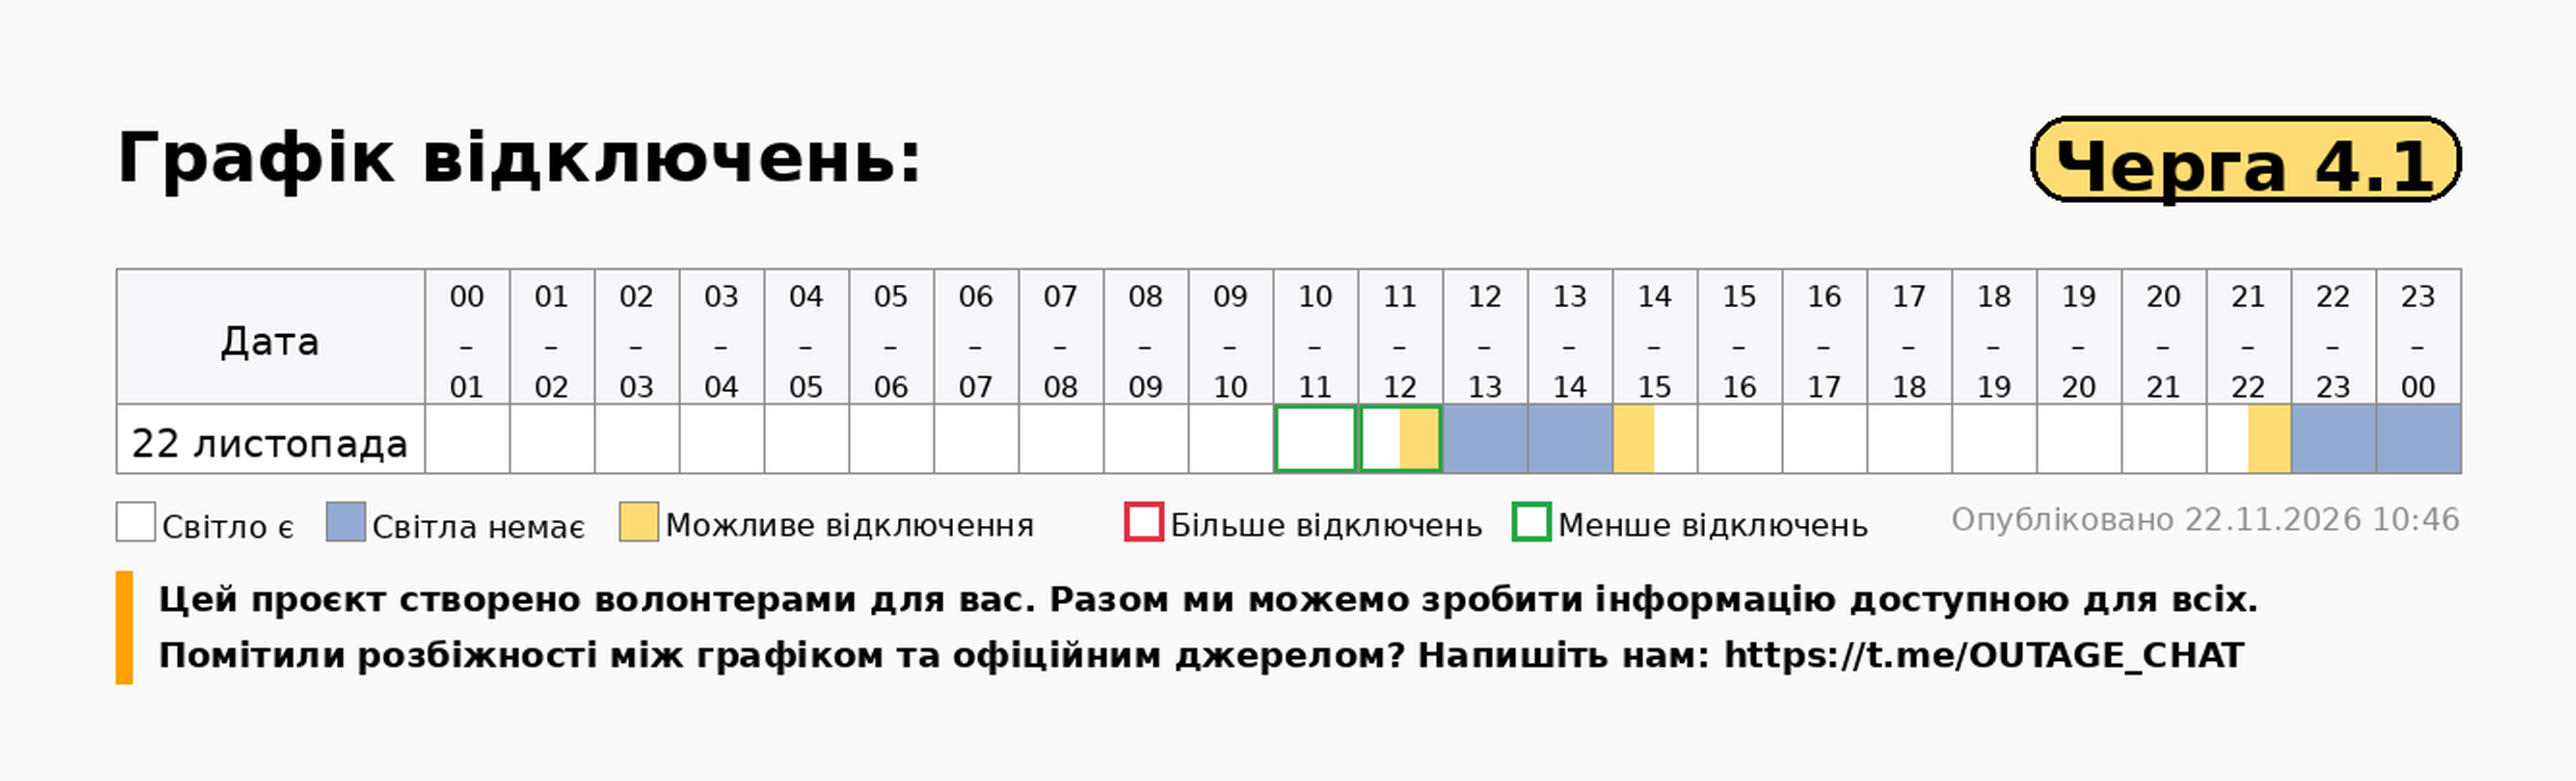 Графік відключень:
Черга 4.1
Дата 00 – 01 01 – 02 02 – 03 03 – 04 04 – 05 05 – 06 06 – 07 07 – 08 08 – 09 09 – 10 10 – 11 11 – 12 12 – 13 13 – 14 14 – 15 15 – 16 16 – 17 17 – 18 18 – 19 19 – 20 20 – 21 21 – 22 22 – 23 23 – 00
22 листопада
Світло є Світла немає Можливе відключення Більше відключень Менше відключень Опубліковано 22.11.2026 10:46
Цей проєкт створено волонтерами для вас. Разом ми можемо зробити інформацію доступною для всіх.
Помітили розбіжності між графіком та офіційним джерелом? Напишіть нам: https://t.me/OUTAGE_CHAT